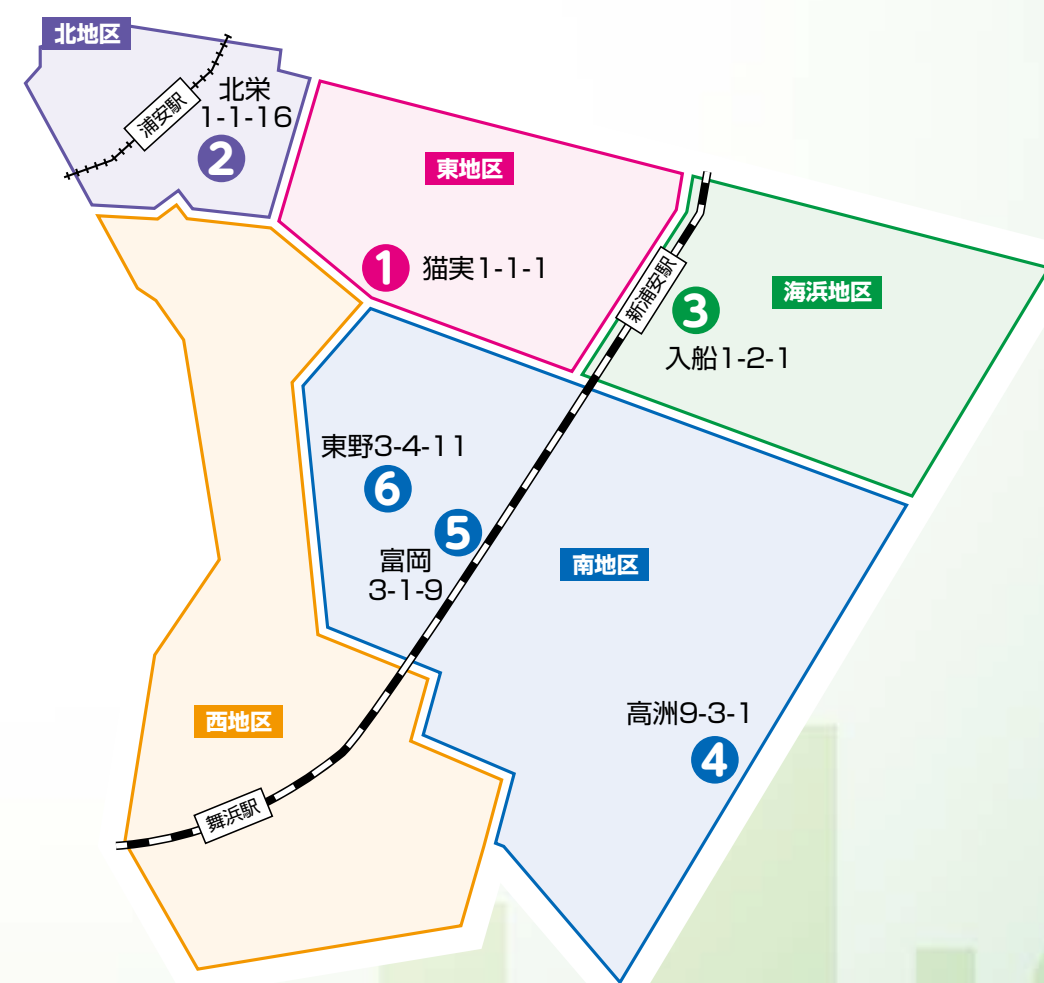 北地区
浦安駅
北栄
1-1-16
2
東地区
1 猫実1-1-1
新浦安駅
海浜地区
3
入船1-2-1
東野3-4-11
6
5
富岡
3-1-9
南地区
西地区
高洲9-3-1
4
舞浜駅